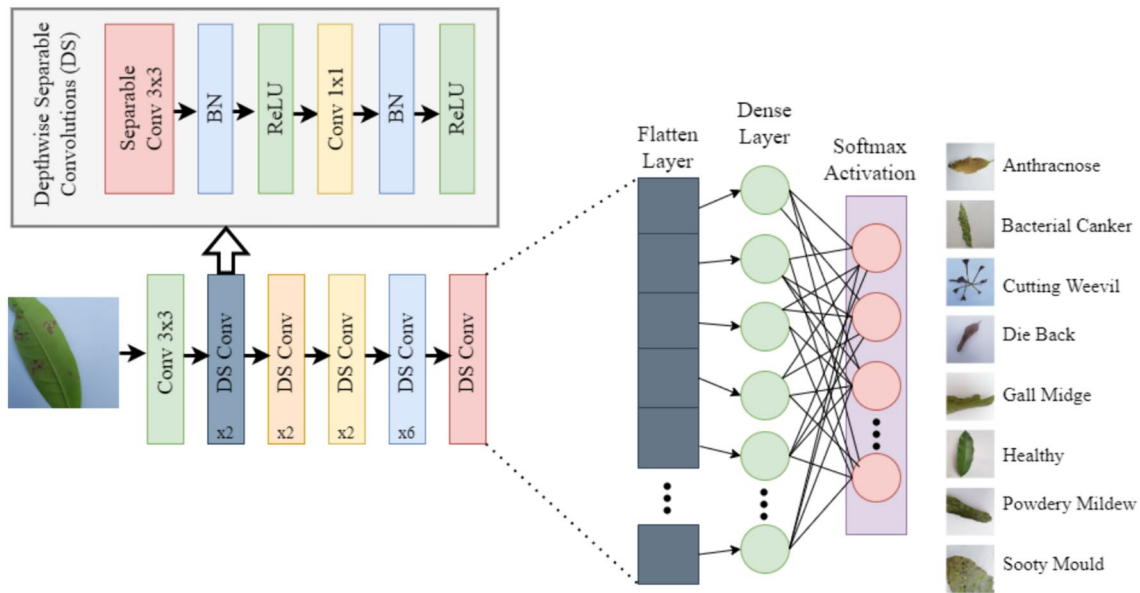 Depthwise Separable
Convolutions (DS)
Separable
Conv 3x3
BN
ReLU
Conv 1x1
BN
ReLU
Conv 3x3
DS Conv
x2
DS Conv
x2
DS Conv
x2
DS Conv
x6
DS Conv
Flatten
Layer
Dense
Layer
Softmax
Activation
Anthracnose
Bacterial Canker
Cutting Weevil
Die Back
Gall Midge
Healthy
Powdery Mildew
Sooty Mould